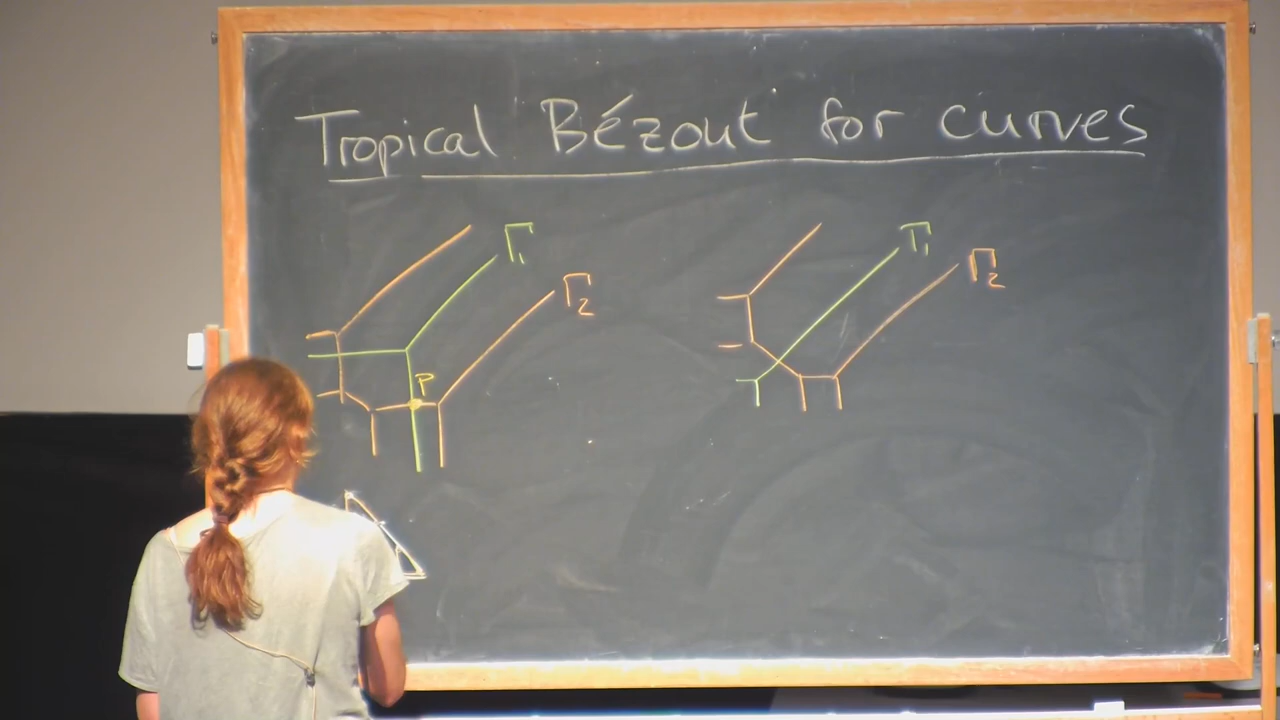 Tropical Bézout for curves
Γ₁
Γ₂
P
Γ₁
Γ₂